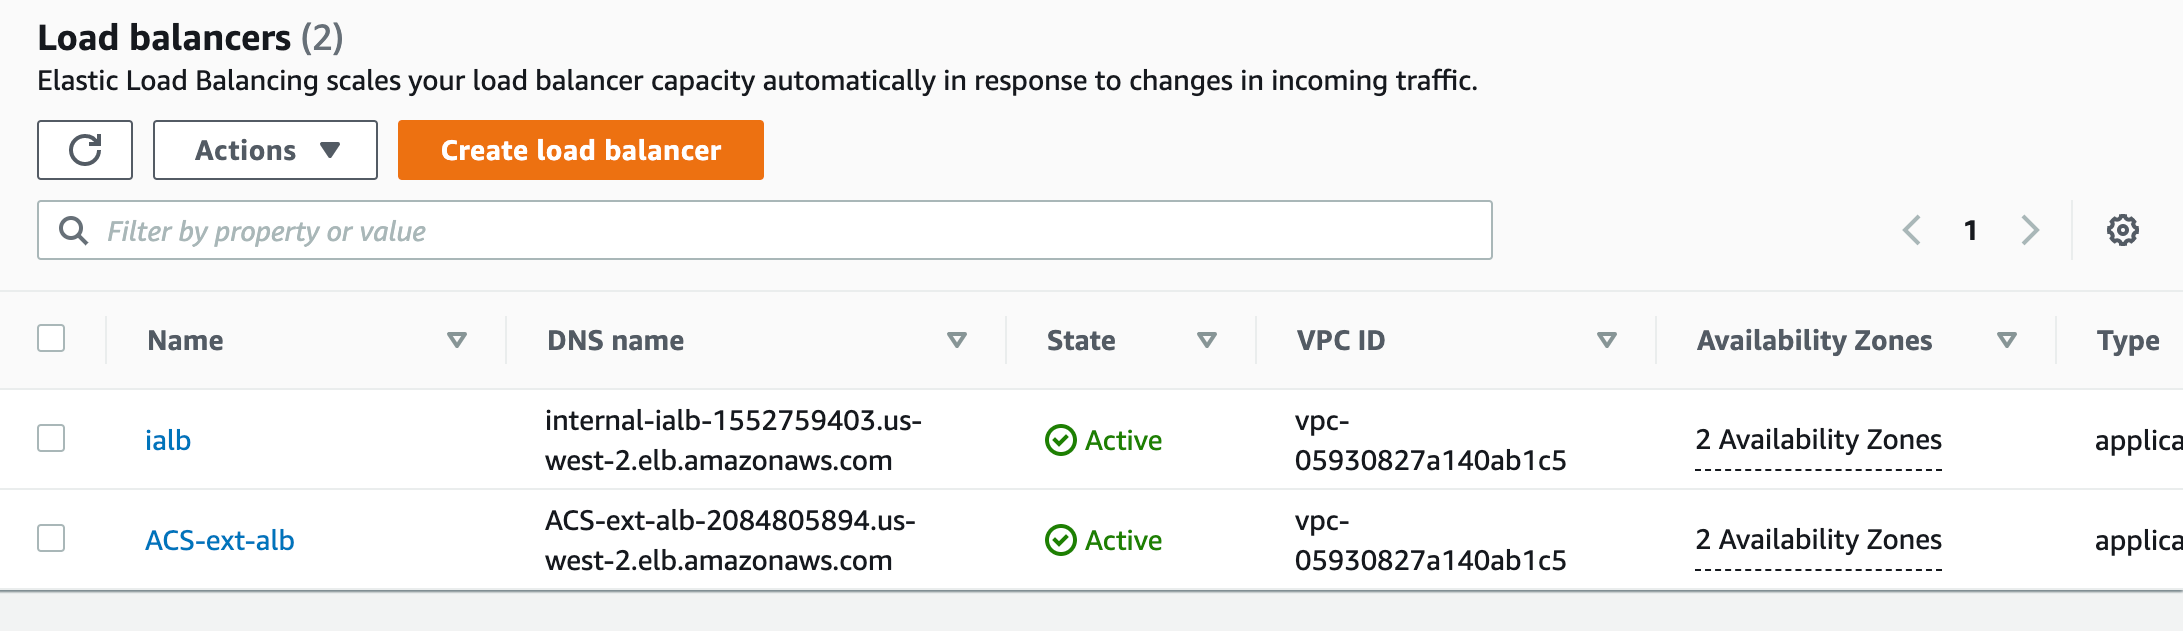 Load balancers (2)
Elastic Load Balancing scales your load balancer capacity automatically in response to changes in incoming traffic.
Actions
Create load balancer
Filter by property or value
1
Name
DNS name
State
VPC ID
Availability Zones
Type
ialb
internal-ialb-1552759403.us-
west-2.elb.amazonaws.com
Active
vpc-
05930827a140ab1c5
2 Availability Zones
applica
ACS-ext-alb
ACS-ext-alb-2084805894.us-
west-2.elb.amazonaws.com
Active
vpc-
05930827a140ab1c5
2 Availability Zones
applica